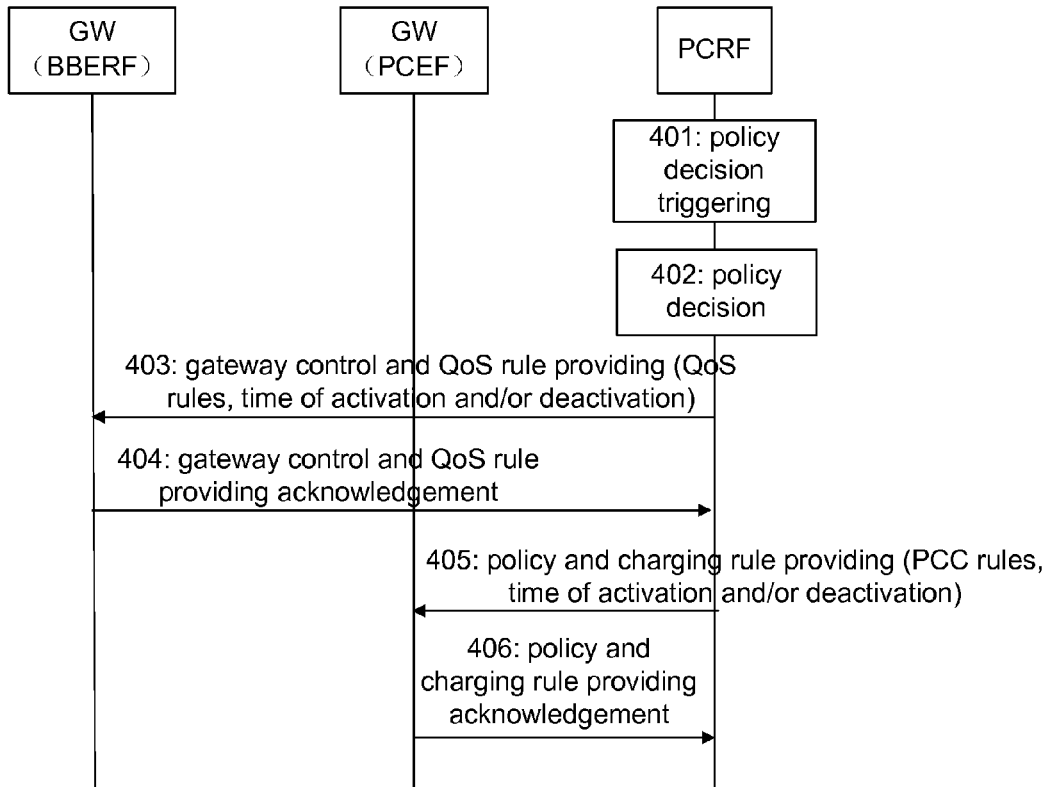 GW
（BBERF）
GW
（PCEF）
PCRF
401: policy
decision
triggering
402: policy
decision
403: gateway control and QoS rule providing (QoS
rules, time of activation and/or deactivation)
404: gateway control and QoS rule
providing acknowledgement
405: policy and charging rule providing (PCC rules,
time of activation and/or deactivation)
406: policy and
charging rule providing
acknowledgement